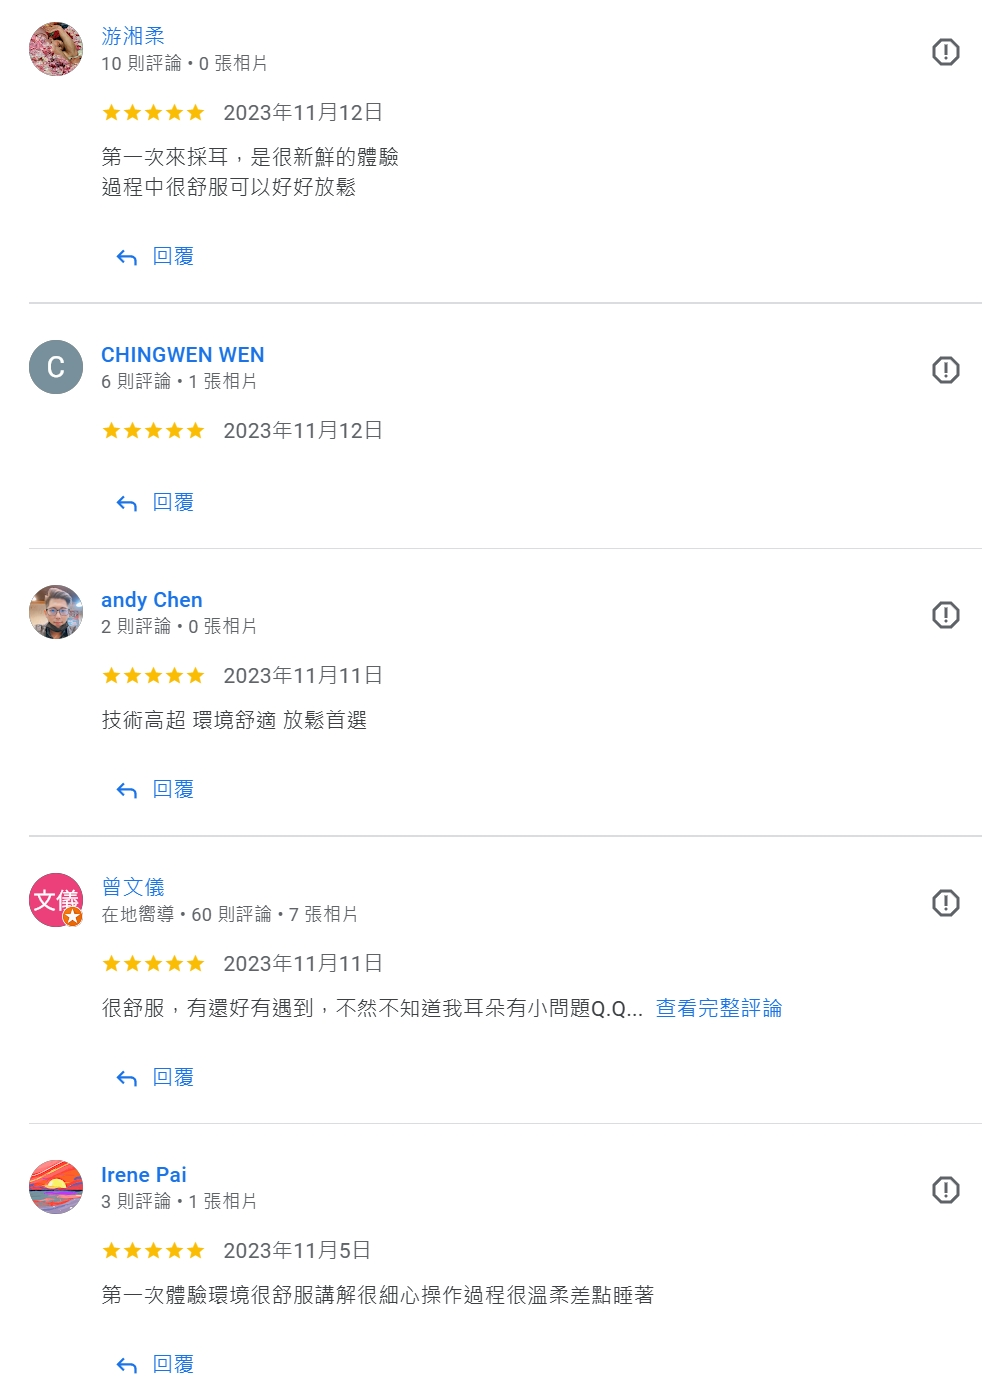 游湘柔
10 則評論 • 0 張相片
2023年11月12日
第一次來採耳，是很新鮮的體驗
過程中很舒服可以好好放鬆
回覆
C
CHINGWEN WEN
6 則評論 • 1 張相片
2023年11月12日
回覆
andy Chen
2 則評論 • 0 張相片
2023年11月11日
技術高超 環境舒適 放鬆首選
回覆
文儀
曾文儀
在地嚮導 • 60 則評論 • 7 張相片
2023年11月11日
很舒服，有還好有遇到，不然不知道我耳朵有小問題Q.Q... 查看完整評論
回覆
Irene Pai
3 則評論 • 1 張相片
2023年11月5日
第一次體驗環境很舒服講解很細心操作過程很溫柔差點睡著
回覆